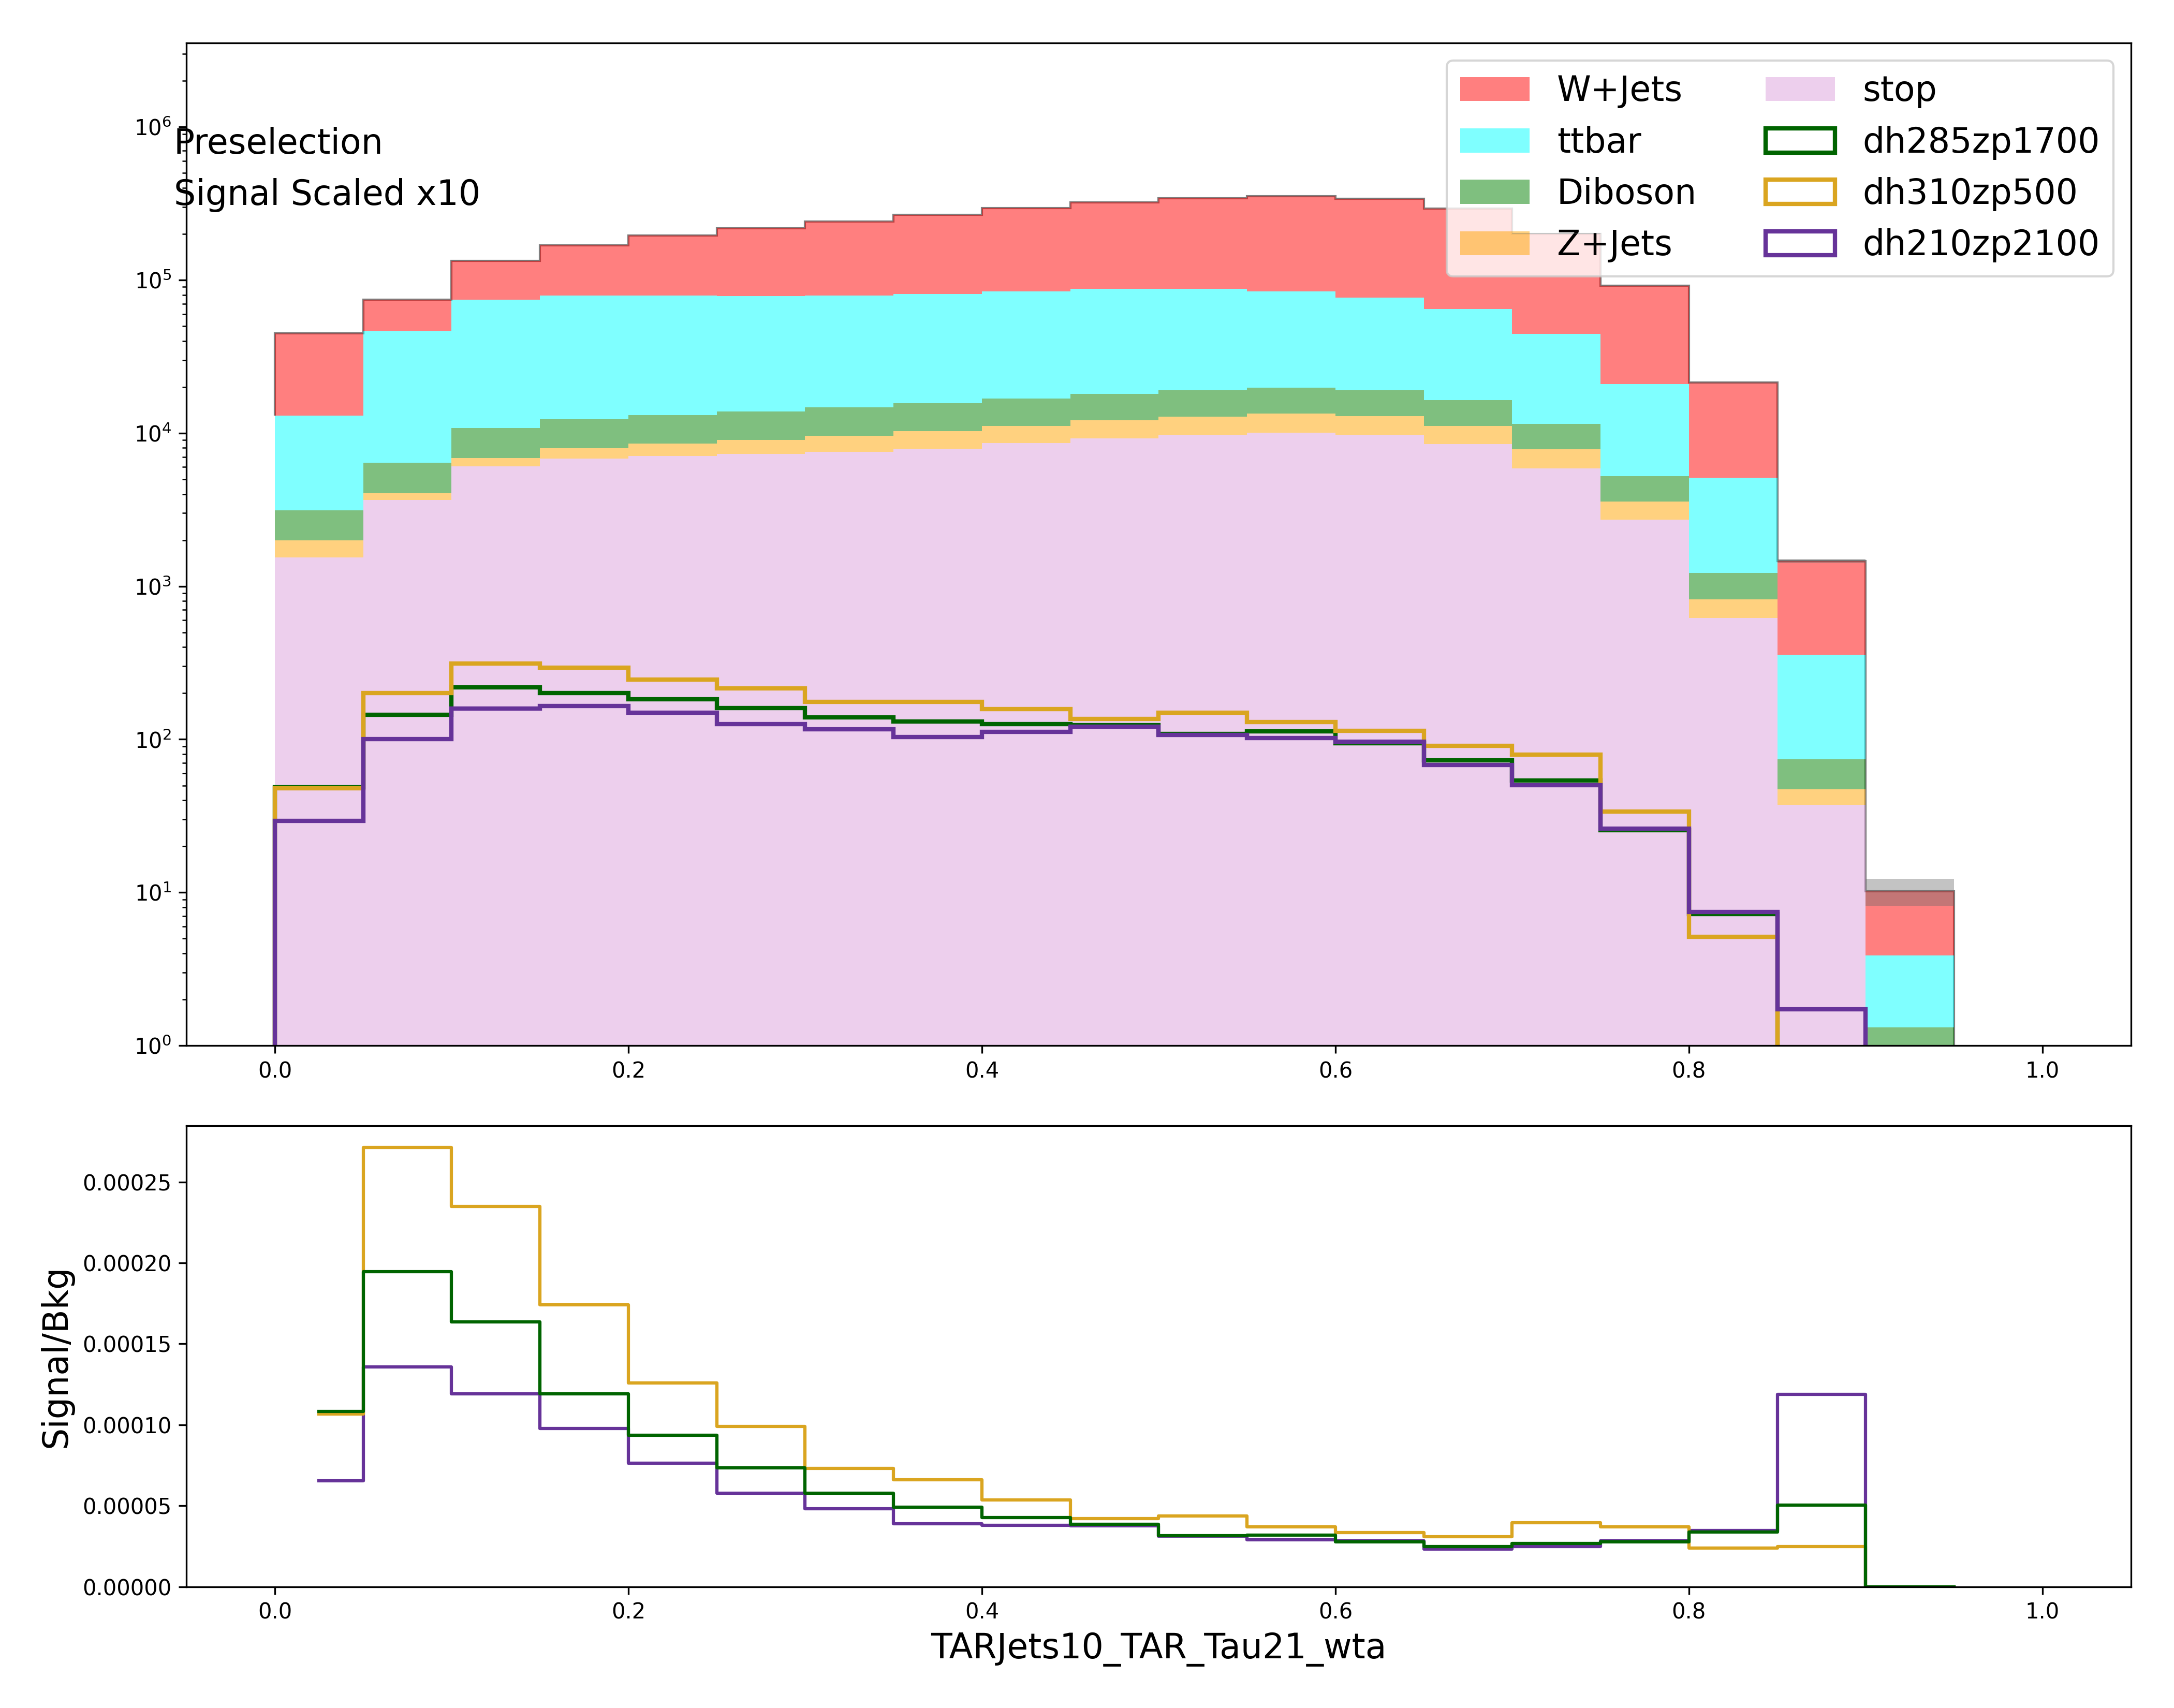 Preselection
Signal Scaled x10
W+Jets
ttbar
Diboson
Z+Jets
stop
dh285zp1700
dh310zp500
dh210zp2100
10⁶
10⁵
10⁴
10³
10²
10¹
10⁰
0.0 0.2 0.4 0.6 0.8 1.0
Signal/Bkg
0.00025
0.00020
0.00015
0.00010
0.00005
0.00000
0.0 0.2 0.4 0.6 0.8 1.0
TARJets10_TAR_Tau21_wta